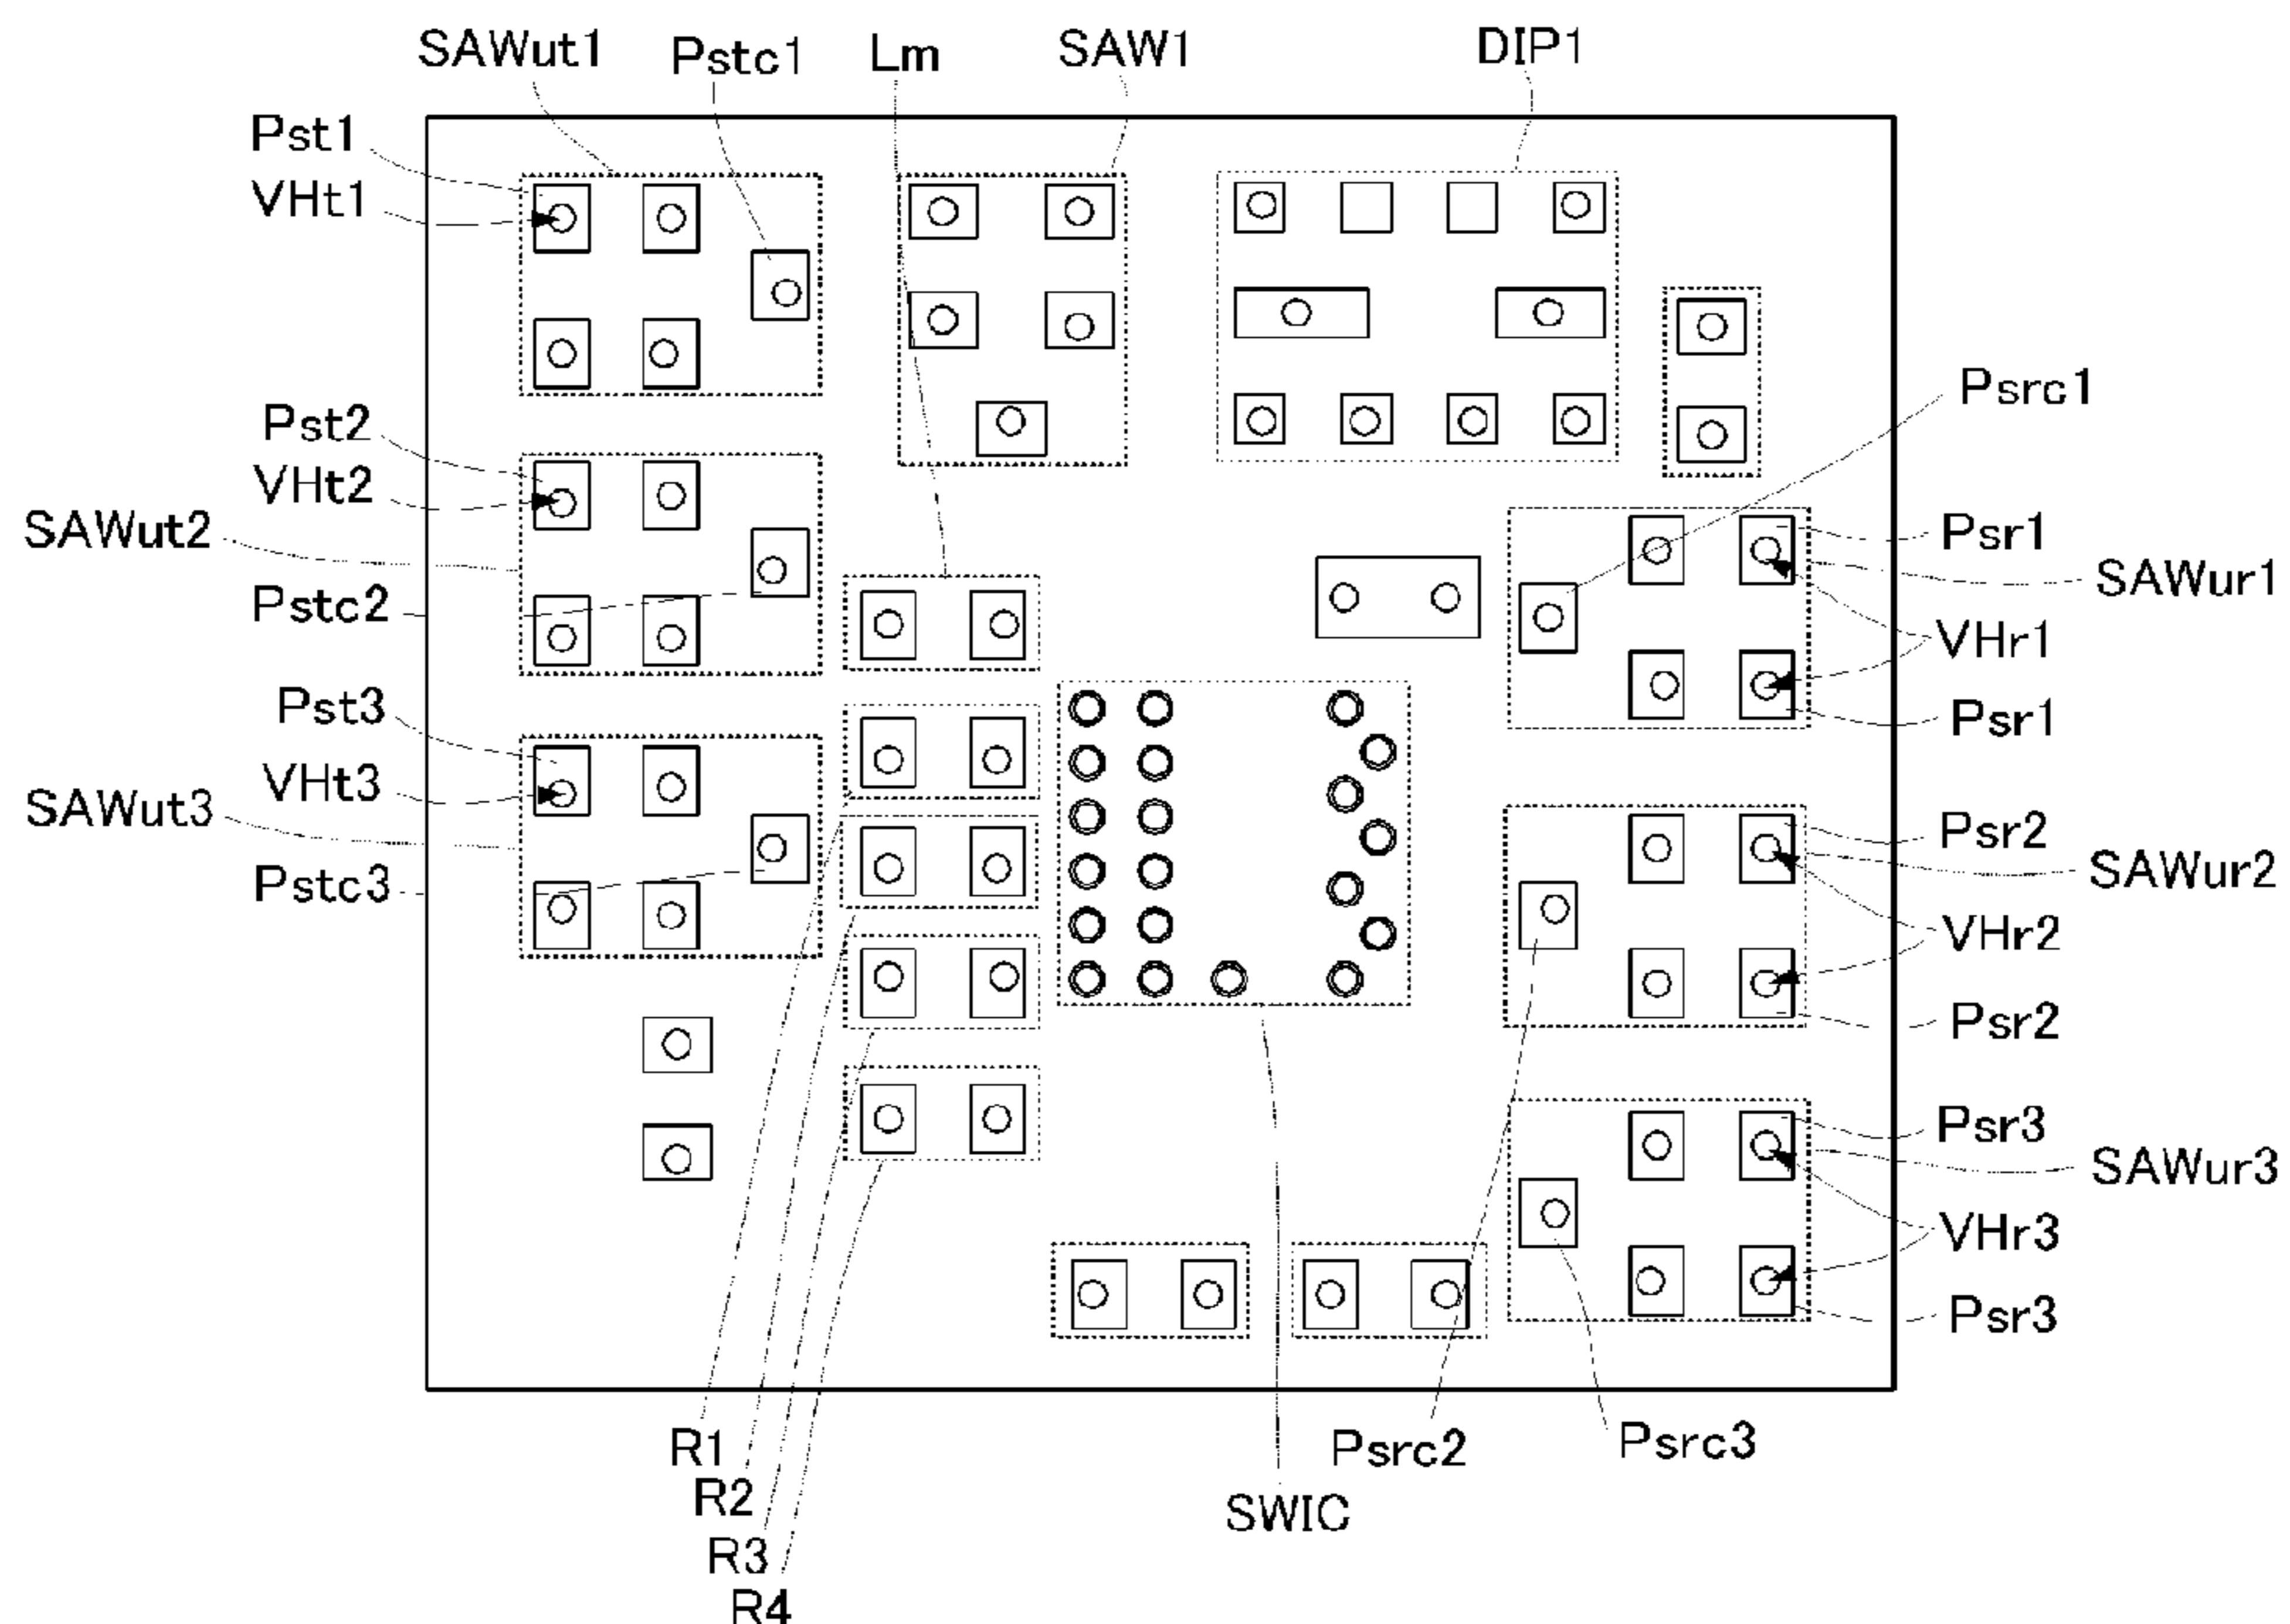 SAWut1
Pstc1
Lm
SAW1
DIP1
Pst1
VHt1
Psrc1
Pst2
VHt2
SAWut2
Psr1
SAWur1
Pstc2
VHr1
Pst3
Psr1
VHt3
SAWut3
Psr2
SAWur2
Pstc3
VHr2
Psr2
Psr3
SAWur3
VHr3
Psr3
R1
Psrc2
Psrc3
R2
SWIC
R3
R4